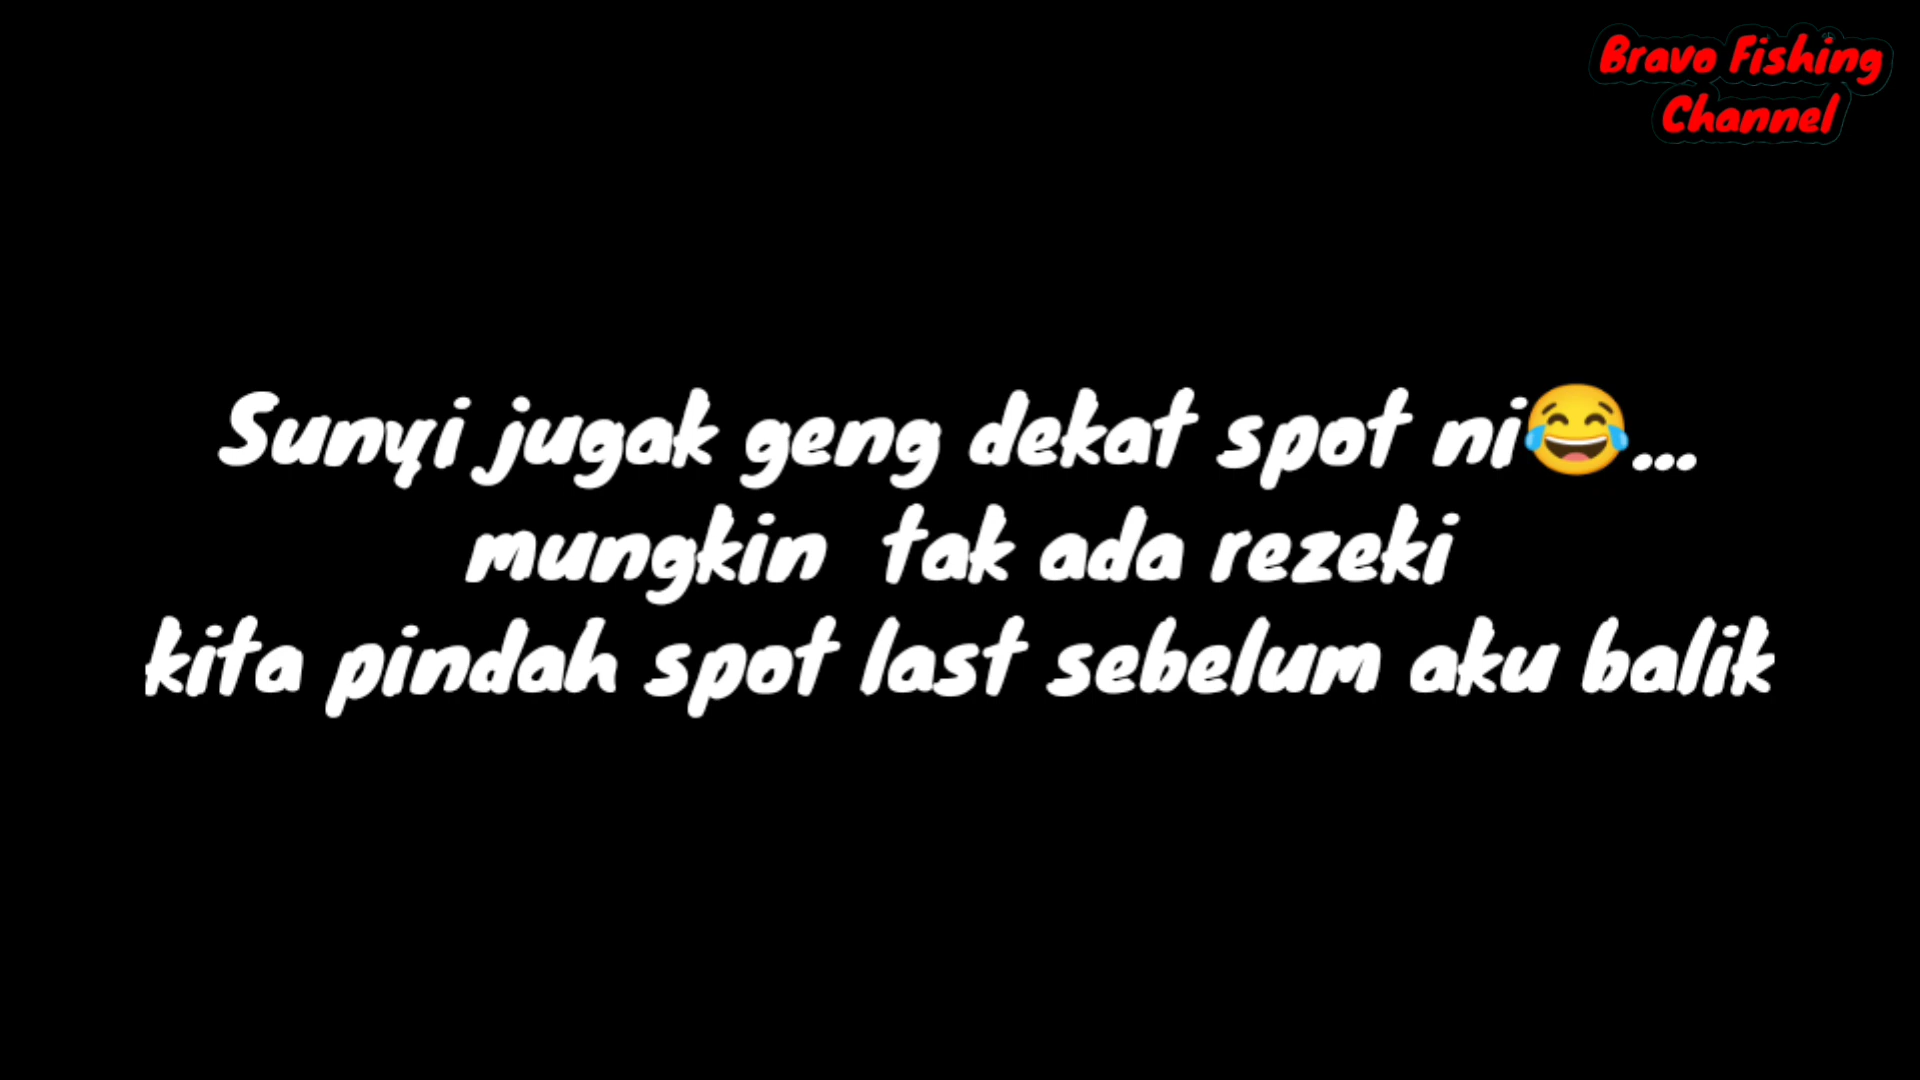 Bravo Fishing
Channel
Sunyi jugak geng dekat spot ni😂...
mungkin  tak ada rezeki
kita pindah spot last sebelum aku balik